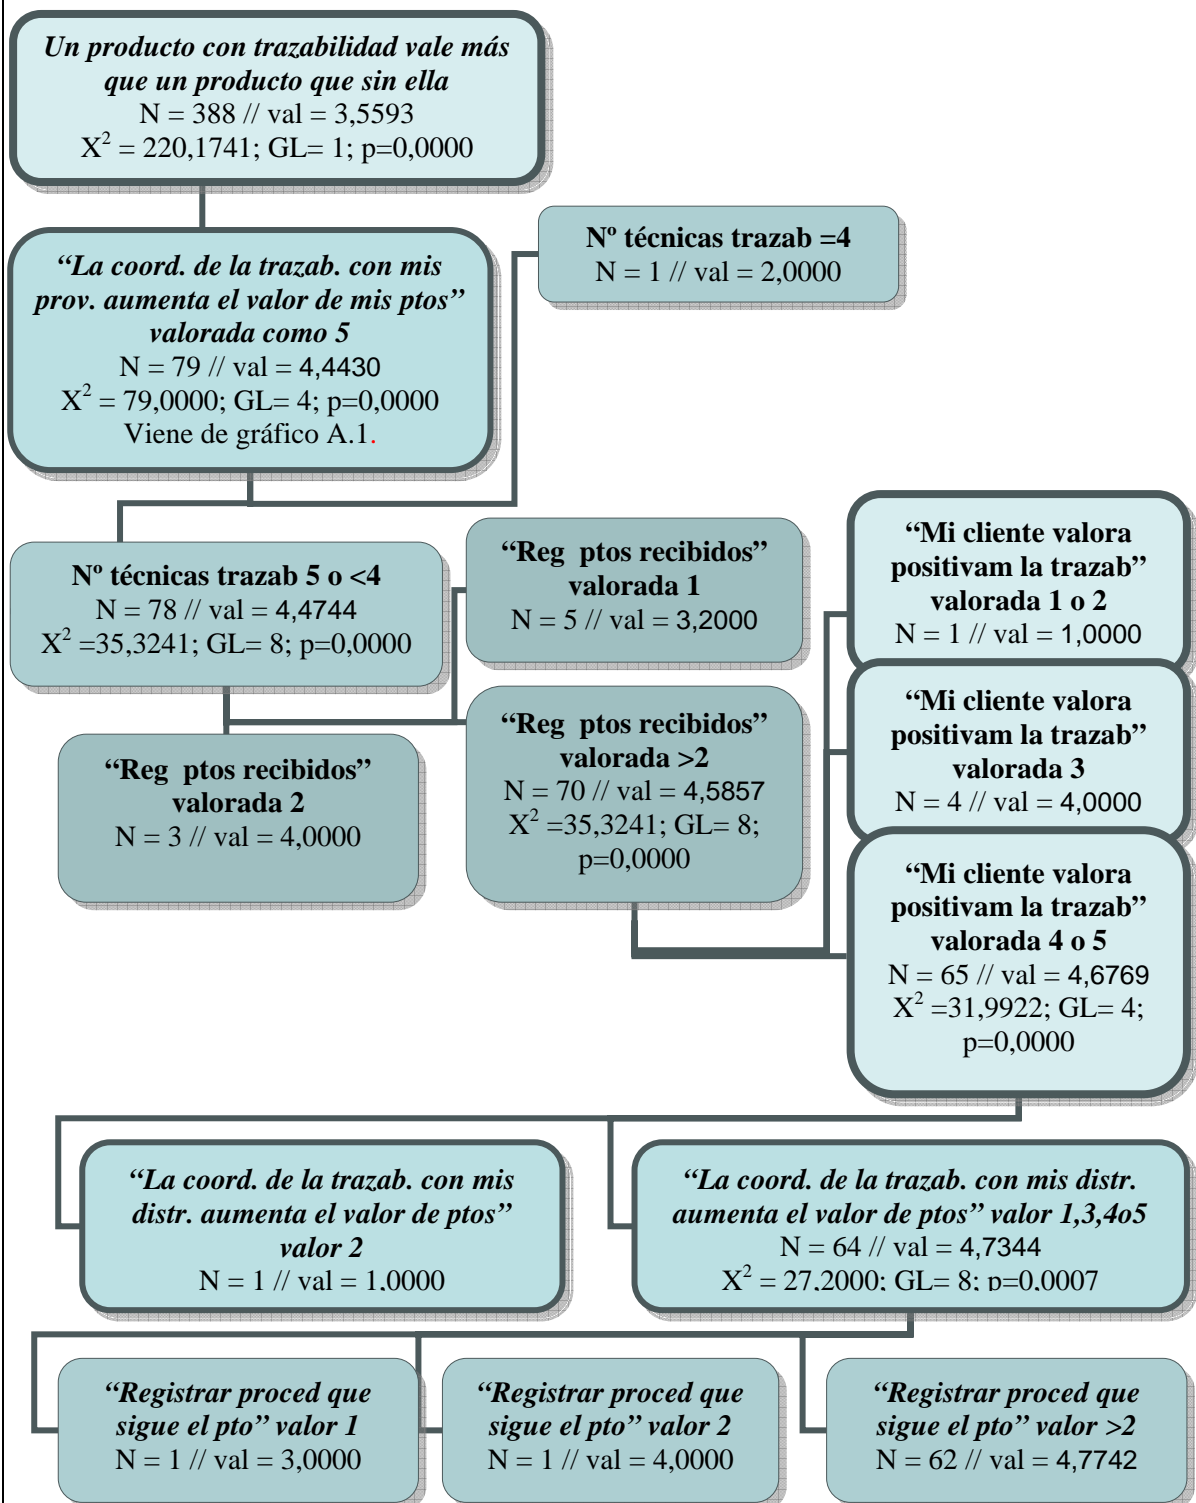 Un producto con trazabilidad vale más
que un producto que sin ella
N = 388 // val = 3,5593
X² = 220,1741; GL= 1; p=0,0000
“La coord. de la trazab. con mis
prov. aumenta el valor de mis ptos”
valorada como 5
N = 79 // val = 4,4430
X² = 79,0000; GL= 4; p=0,0000
Viene de gráfico A.1.
Nº técnicas trazab =4
N = 1 // val = 2,0000
Nº técnicas trazab 5 o <4
N = 78 // val = 4,4744
X² =35,3241; GL= 8; p=0,0000
“Reg ptos recibidos”
valorada 1
N = 5 // val = 3,2000
“Reg ptos recibidos”
valorada 2
N = 3 // val = 4,0000
“Reg ptos recibidos”
valorada >2
N = 70 // val = 4,5857
X² =35,3241; GL= 8;
p=0,0000
“Mi cliente valora
positivam la trazab”
valorada 1 o 2
N = 1 // val = 1,0000
“Mi cliente valora
positivam la trazab”
valorada 3
N = 4 // val = 4,0000
“Mi cliente valora
positivam la trazab”
valorada 4 o 5
N = 65 // val = 4,6769
X² =31,9922; GL= 4;
p=0,0000
“La coord. de la trazab. con mis
distr. aumenta el valor de ptos”
valor 2
N = 1 // val = 1,0000
“La coord. de la trazab. con mis distr.
aumenta el valor de ptos” valor 1,3,4o5
N = 64 // val = 4,7344
X² = 27,2000; GL= 8; p=0,0007
“Registrar proced que
sigue el pto” valor 1
N = 1 // val = 3,0000
“Registrar proced que
sigue el pto” valor 2
N = 1 // val = 4,0000
“Registrar proced que
sigue el pto” valor >2
N = 62 // val = 4,7742